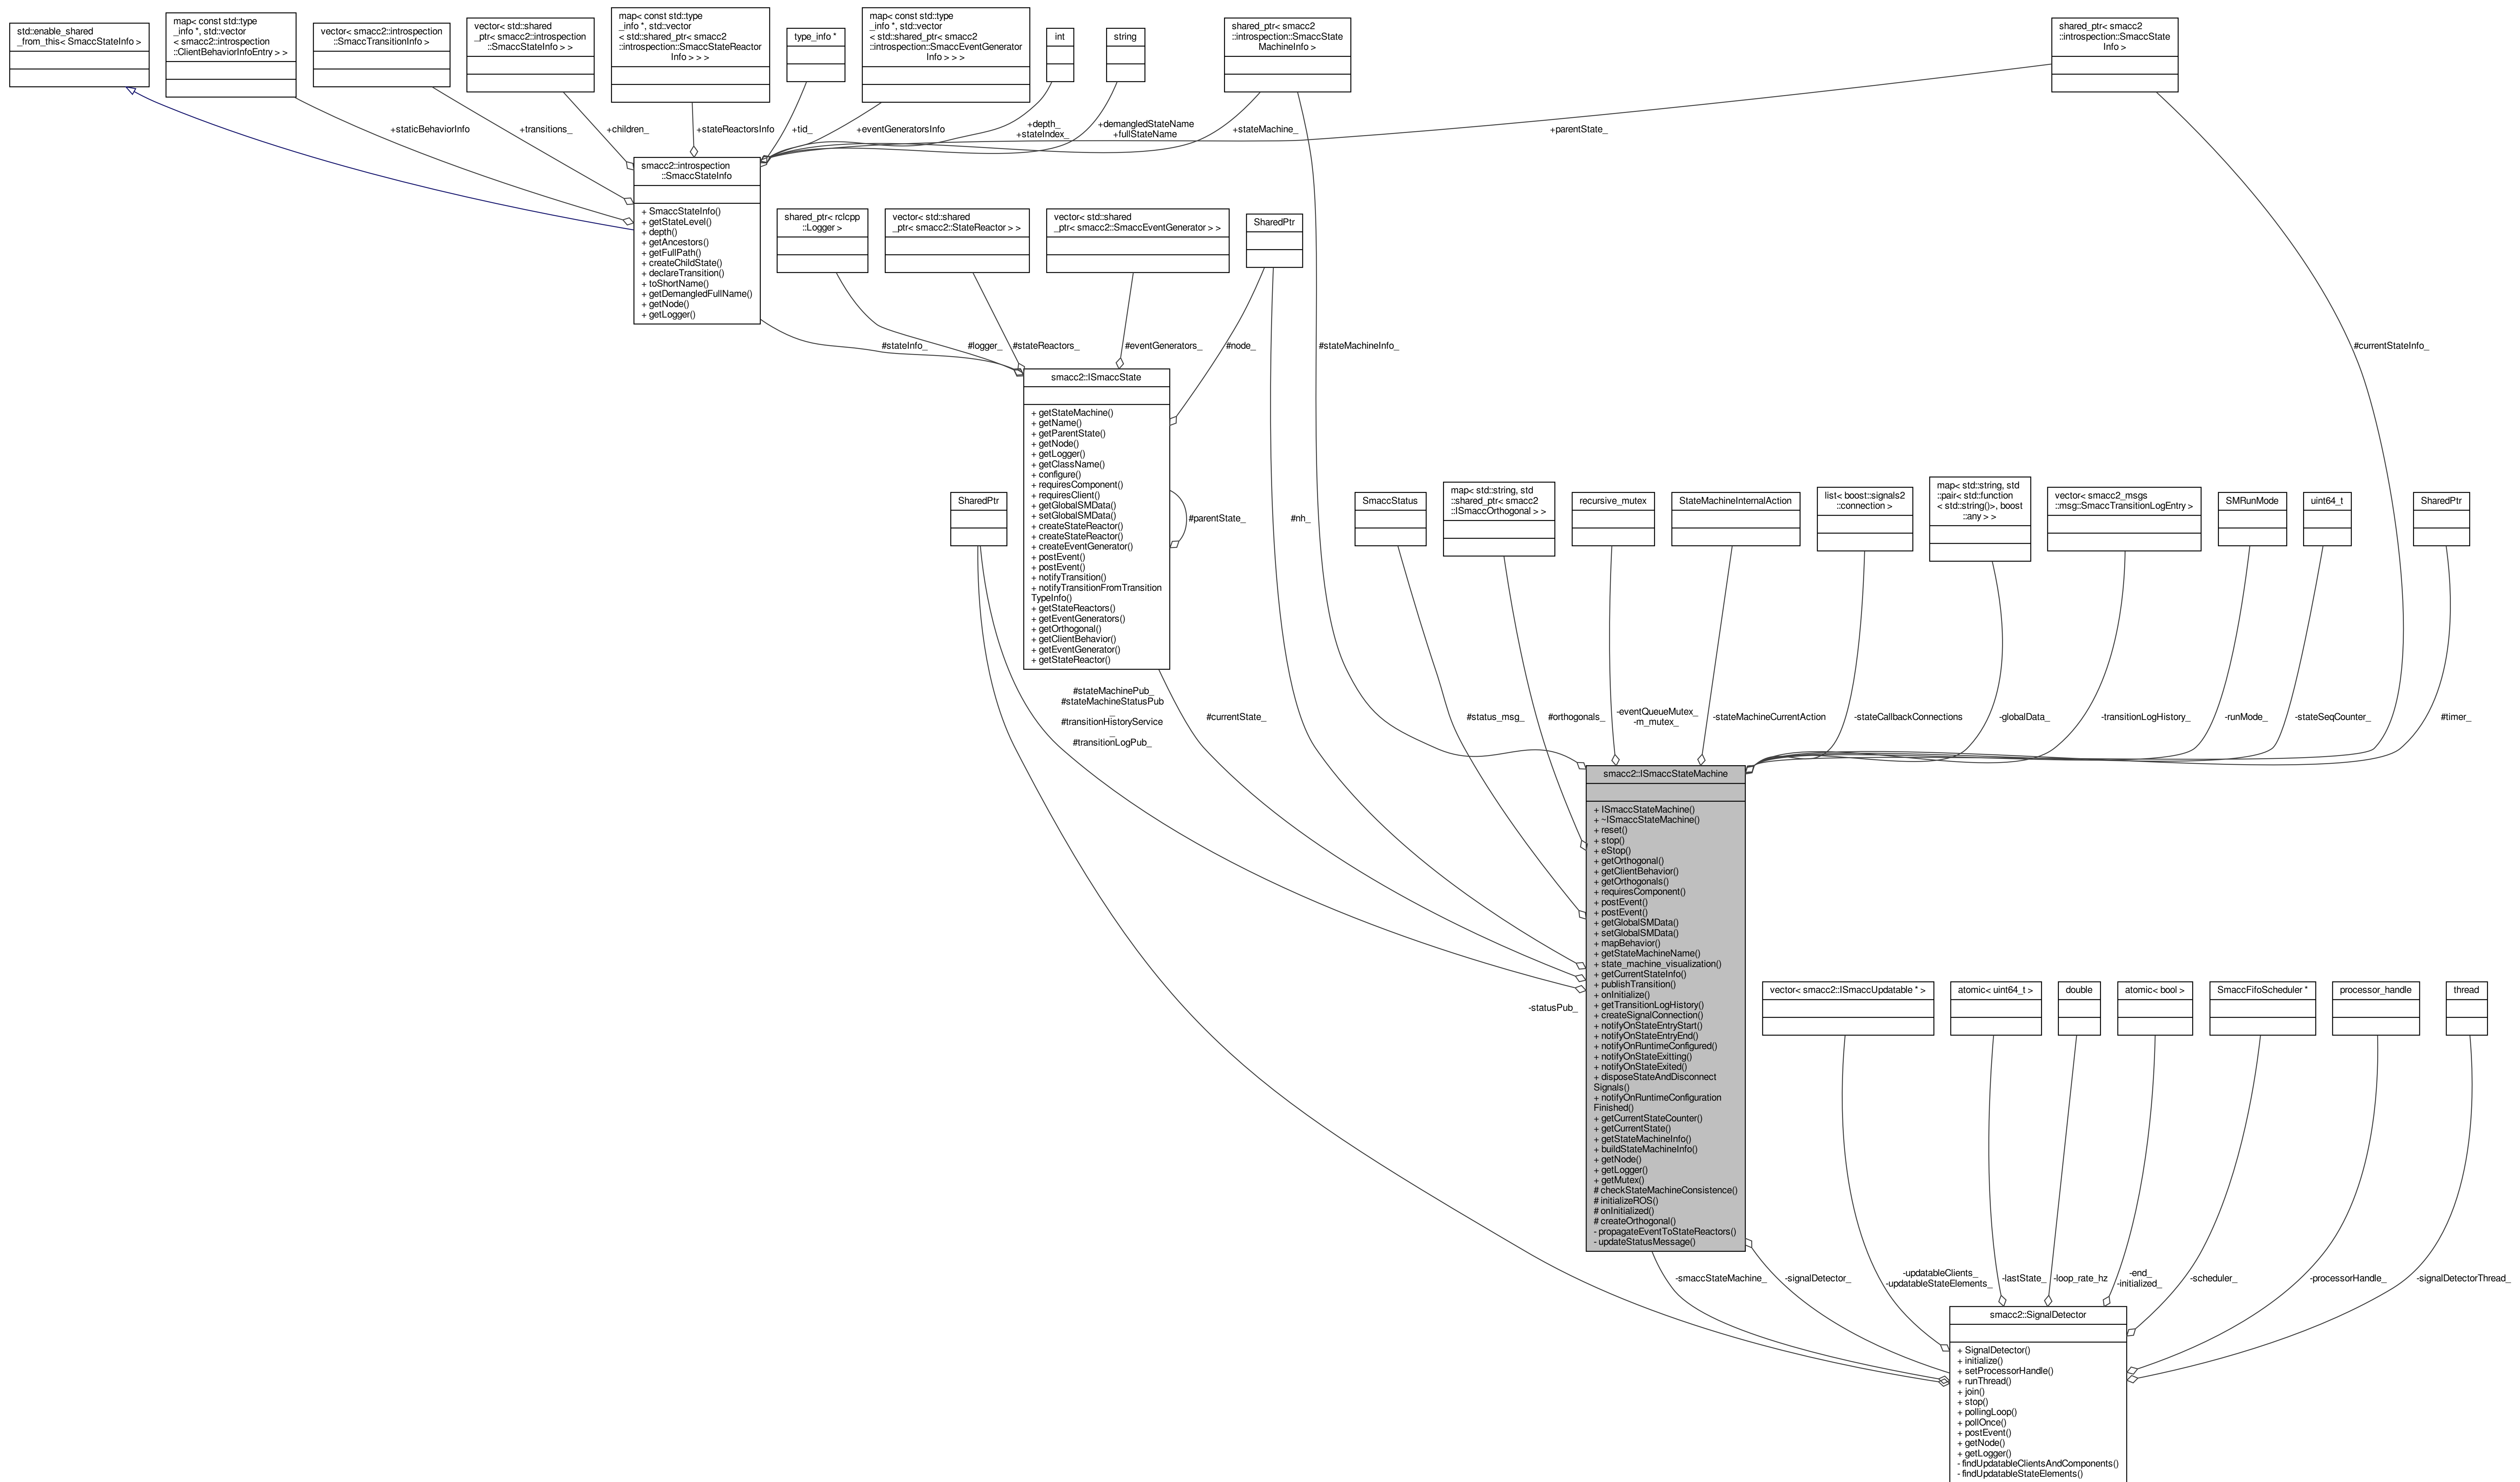 std::enable_shared
_from_this< SmaccStateInfo >
map< const std::type
_info *, std::vector
< smacc2::introspection
::ClientBehaviorInfoEntry > >
vector< smacc2::introspection
::SmaccTransitionInfo >
vector< std::shared
_ptr< smacc2::introspection
::SmaccStateInfo > >
map< const std::type
_info *, std::vector
< std::shared_ptr< smacc2
::introspection::SmaccStateReactor
Info > > >
type_info *
map< const std::type
_info *, std::vector
< std::shared_ptr< smacc2
::introspection::SmaccEventGenerator
Info > > >
int
string
shared_ptr< smacc2
::introspection::SmaccState
MachineInfo >
shared_ptr< smacc2
::introspection::SmaccState
Info >
+staticBehaviorInfo
+transitions_
+children_
+stateReactorsInfo
+tid_
+eventGeneratorsInfo
+depth_
+stateIndex_
+demangledStateName
+fullStateName
+stateMachine_
+parentState_
smacc2::introspection
::SmaccStateInfo
+ SmaccStateInfo()
+ getStateLevel()
+ depth()
+ getAncestors()
+ getFullPath()
+ createChildState()
+ declareTransition()
+ toShortName()
+ getDemangledFullName()
+ getNode()
+ getLogger()
shared_ptr< rclcpp
::Logger >
vector< std::shared
_ptr< smacc2::StateReactor > >
vector< std::shared
_ptr< smacc2::SmaccEventGenerator > >
SharedPtr
#stateInfo_
#logger_
#stateReactors_
#eventGenerators_
#node_
#stateMachineInfo_
#currentStateInfo_
smacc2::ISmaccState
+ getStateMachine()
+ getName()
+ getParentState()
+ getNode()
+ getLogger()
+ getClassName()
+ configure()
+ requiresComponent()
+ requiresClient()
+ getGlobalSMData()
+ setGlobalSMData()
+ createStateReactor()
+ createStateReactor()
+ createEventGenerator()
+ postEvent()
+ postEvent()
+ notifyTransition()
+ notifyTransitionFromTransition
TypeInfo()
+ getStateReactors()
+ getEventGenerators()
+ getOrthogonal()
+ getClientBehavior()
+ getEventGenerator()
+ getStateReactor()
#parentState_
#nh_
SharedPtr
SmaccStatus
map< std::string, std
::shared_ptr< smacc2
::ISmaccOrthogonal > >
recursive_mutex
StateMachineInternalAction
list< boost::signals2
::connection >
map< std::string, std
::pair< std::function
< std::string()>, boost
::any > >
vector< smacc2_msgs
::msg::SmaccTransitionLogEntry >
SMRunMode
uint64_t
SharedPtr
#stateMachinePub_
#stateMachineStatusPub
_
#transitionHistoryService
_
#transitionLogPub_
#currentState_
#status_msg_
#orthogonals_
-eventQueueMutex_
-m_mutex_
-stateMachineCurrentAction
-stateCallbackConnections
-globalData_
-transitionLogHistory_
-runMode_
-stateSeqCounter_
#timer_
smacc2::ISmaccStateMachine
+ ISmaccStateMachine()
+ ~ISmaccStateMachine()
+ reset()
+ stop()
+ eStop()
+ getOrthogonal()
+ getClientBehavior()
+ getOrthogonals()
+ requiresComponent()
+ postEvent()
+ postEvent()
+ getGlobalSMData()
+ setGlobalSMData()
+ mapBehavior()
+ getStateMachineName()
+ state_machine_visualization()
+ getCurrentStateInfo()
+ publishTransition()
+ onInitialize()
+ getTransitionLogHistory()
+ createSignalConnection()
+ notifyOnStateEntryStart()
+ notifyOnStateEntryEnd()
+ notifyOnRuntimeConfigured()
+ notifyOnStateExitting()
+ notifyOnStateExited()
+ disposeStateAndDisconnect
Signals()
+ notifyOnRuntimeConfiguration
Finished()
+ getCurrentStateCounter()
+ getCurrentState()
+ getStateMachineInfo()
+ buildStateMachineInfo()
+ getNode()
+ getLogger()
+ getMutex()
# checkStateMachineConsistence()
# initializeROS()
# onInitialized()
# createOrthogonal()
- propagateEventToStateReactors()
- updateStatusMessage()
-statusPub_
vector< smacc2::ISmaccUpdatable * >
atomic< uint64_t >
double
atomic< bool >
SmaccFifoScheduler *
processor_handle
thread
-smaccStateMachine_
-signalDetector_
-updatableClients_
-updatableStateElements_
-lastState_
-loop_rate_hz
-end_
-initialized_
-scheduler_
-processorHandle_
-signalDetectorThread_
smacc2::SignalDetector
+ SignalDetector()
+ initialize()
+ setProcessorHandle()
+ runThread()
+ join()
+ stop()
+ pollingLoop()
+ pollOnce()
+ postEvent()
+ getNode()
+ getLogger()
- findUpdatableClientsAndComponents()
- findUpdatableStateElements()